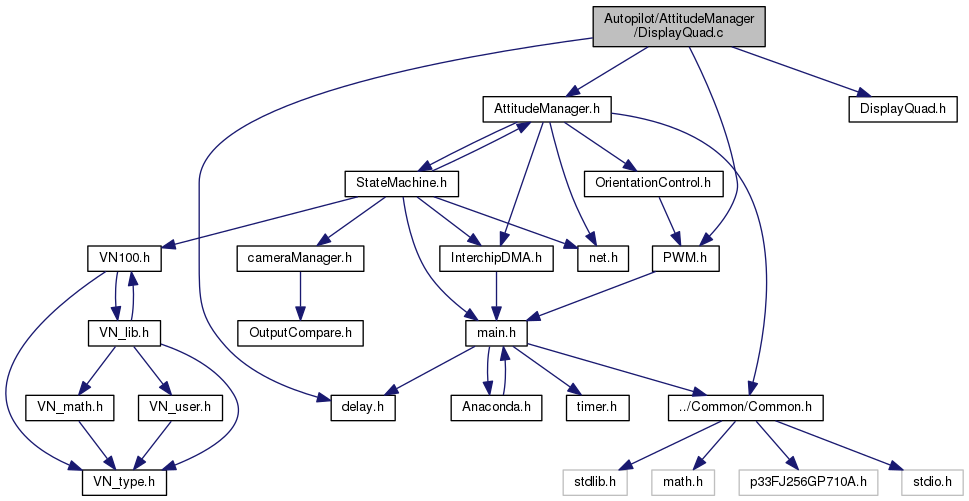 Autopilot/AttitudeManager
/DisplayQuad.c
AttitudeManager.h
DisplayQuad.h
StateMachine.h
OrientationControl.h
VN100.h
cameraManager.h
InterchipDMA.h
net.h
PWM.h
VN_lib.h
OutputCompare.h
main.h
VN_math.h
VN_user.h
delay.h
Anaconda.h
timer.h
../Common/Common.h
VN_type.h
stdlib.h
math.h
p33FJ256GP710A.h
stdio.h